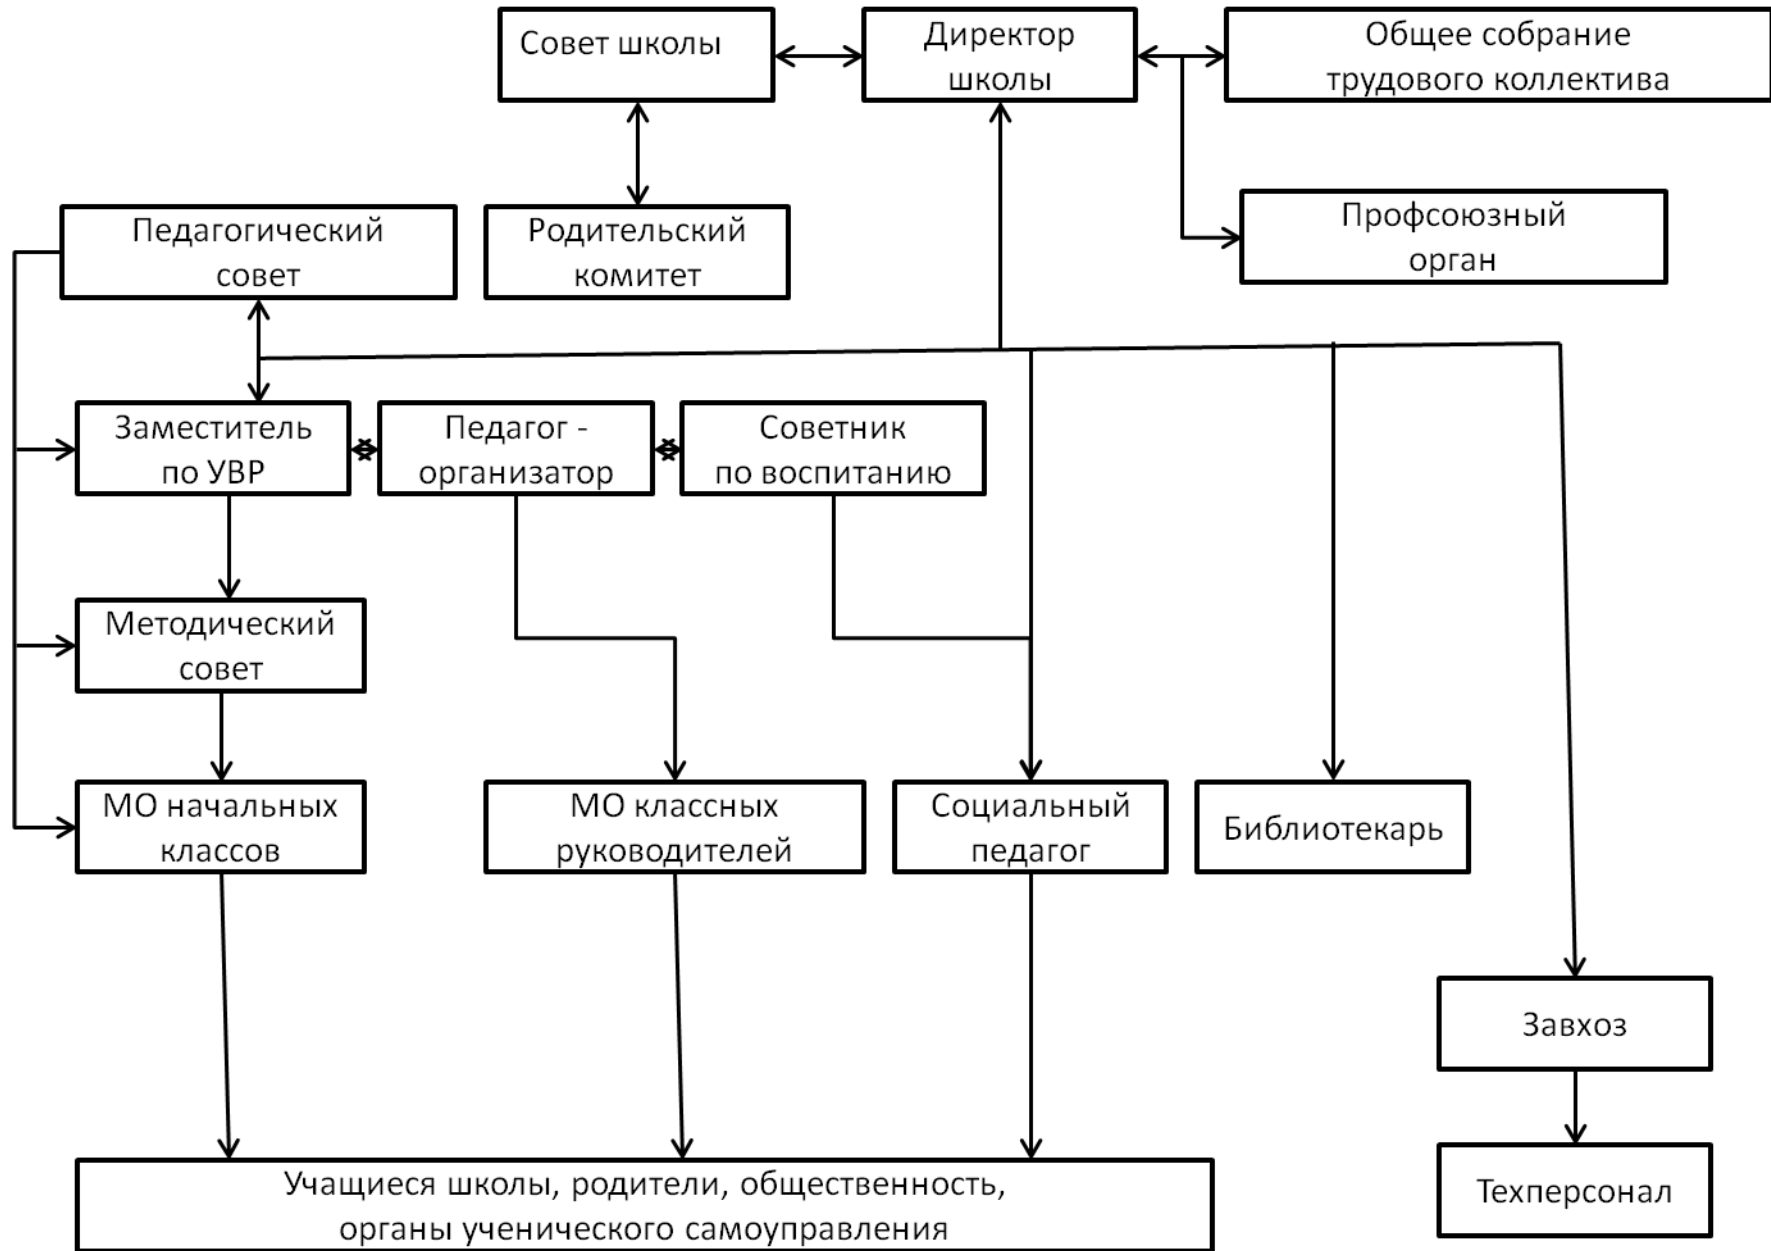 Совет школы
Директор
школы
Общее собрание
трудового коллектива
Педагогический
совет
Родительский
комитет
Профсоюзный
орган
Заместитель
по УВР
Педагог -
организатор
Советник
по воспитанию
Методический
совет
МО начальных
классов
МО классных
руководителей
Социальный
педагог
Библиотекарь
Завхоз
Учащиеся школы, родители, общественность,
органы ученического самоуправления
Техперсонал